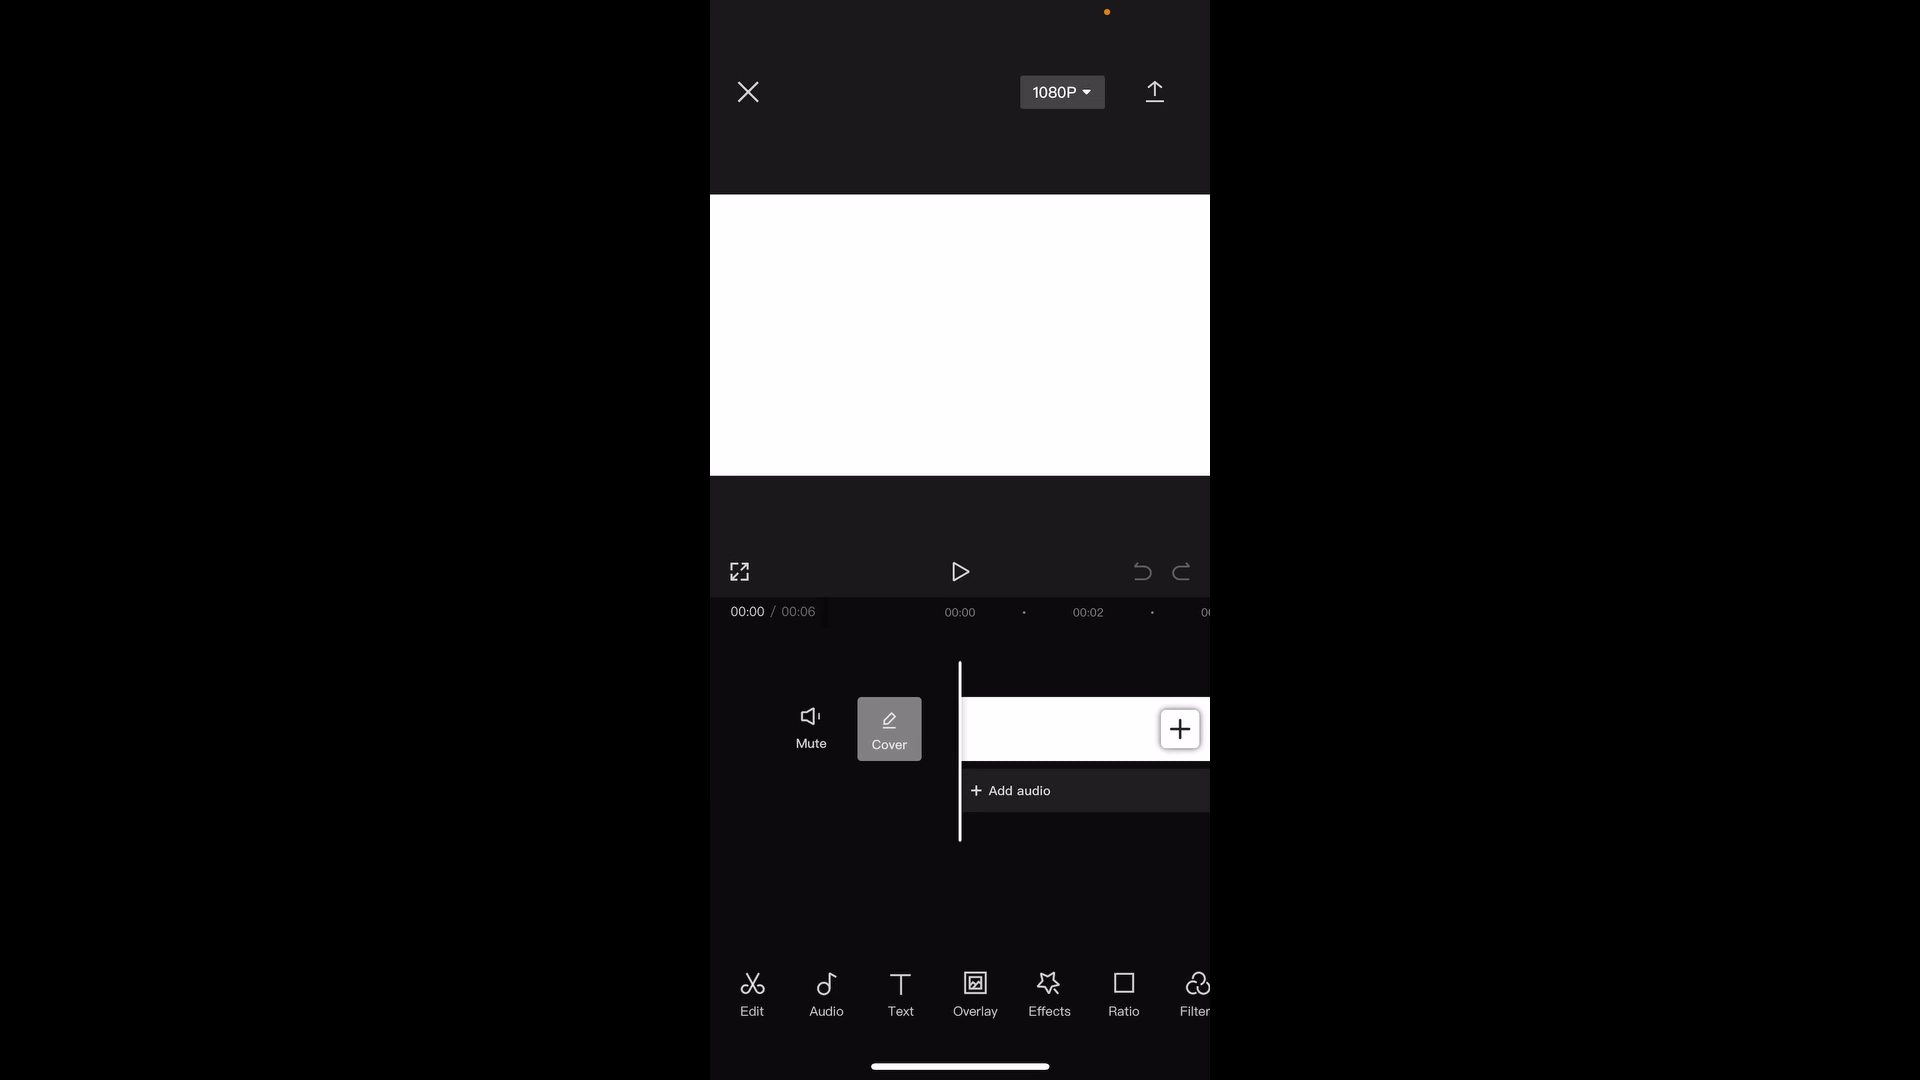 1080P
00:00 / 00:06
00:00
00:02
Mute
Cover
Add audio
Edit
Audio
Text
Overlay
Effects
Ratio
Filter